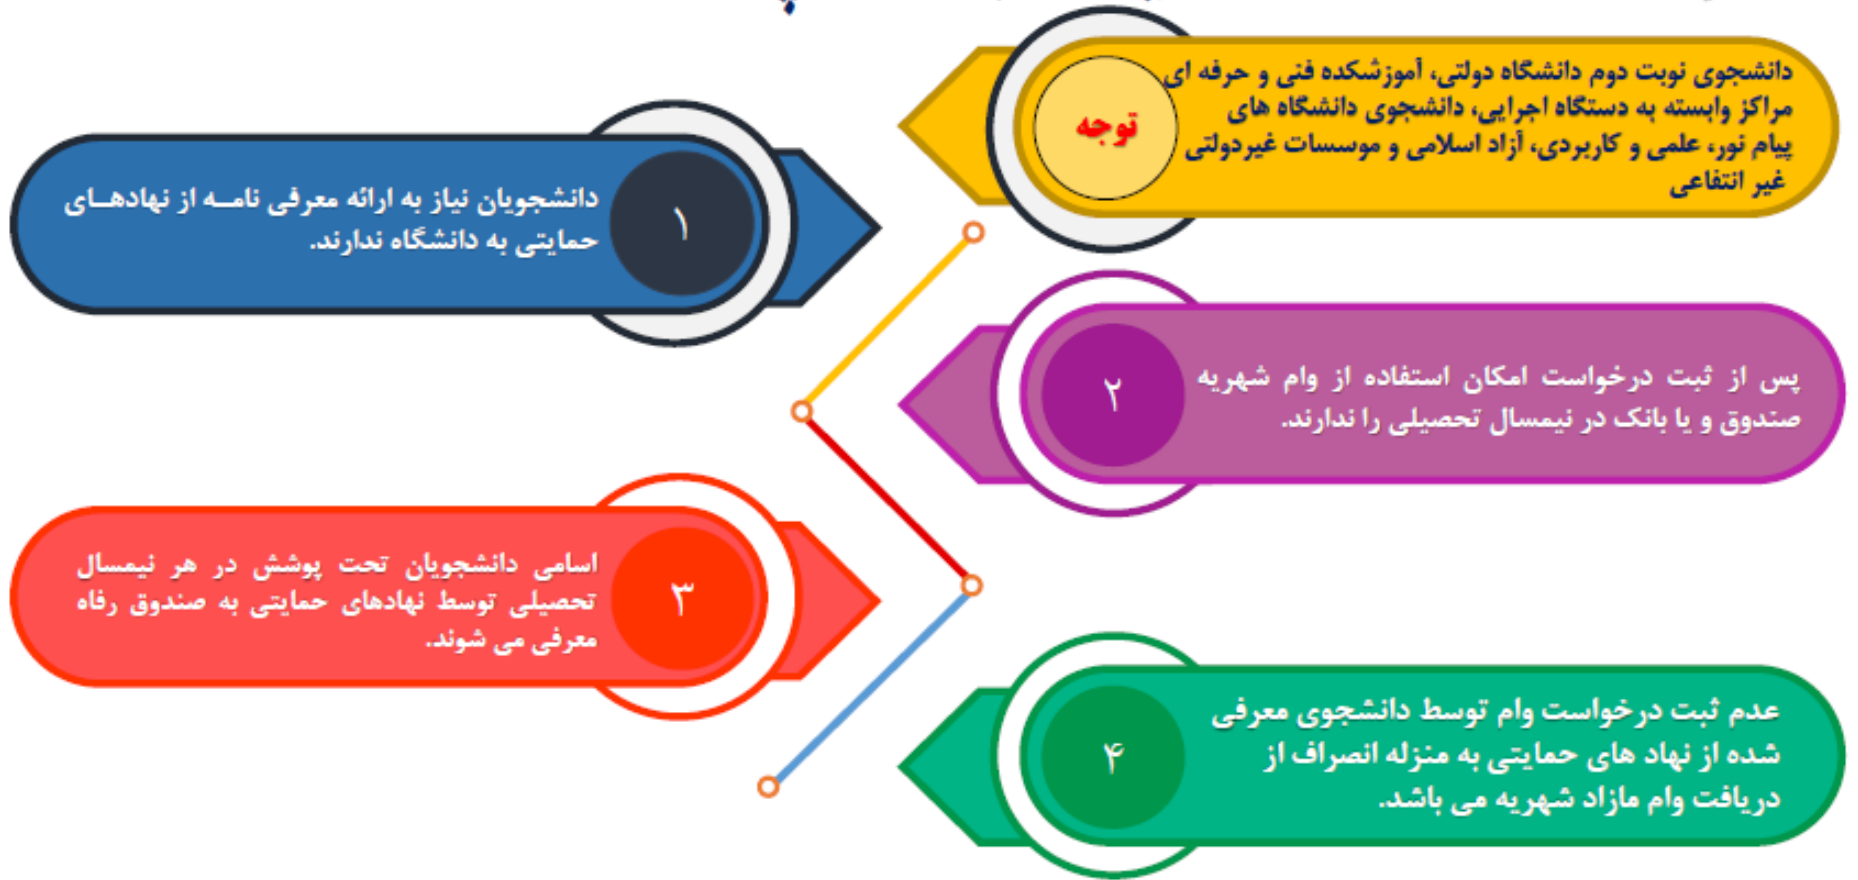 توجه
دانشجوی نوبت دوم دانشگاه دولتی، آموزشکده فنی و حرفه ای
مراکز وابسته به دستگاه اجرایی، دانشجوی دانشگاه های
پیام نور، علمی و کاربردی، آزاد اسلامی و موسسات غیردولتی
غیر انتفاعی
۱
دانشجویان نیاز به ارائه معرفی نامــه از نهادهــای
حمایتی به دانشگاه ندارند.
۲
پس از ثبت درخواست امکان استفاده از وام شهریه
صندوق و یا بانک در نیمسال تحصیلی را ندارند.
۳
اسامی دانشجویان تحت پوشش در هر نیمسال
تحصیلی توسط نهادهای حمایتی به صندوق رفاه
معرفی می شوند.
۴
عدم ثبت درخواست وام توسط دانشجوی معرفی
شده از نهاد های حمایتی به منزله انصراف از
دریافت وام مازاد شهریه می باشد.